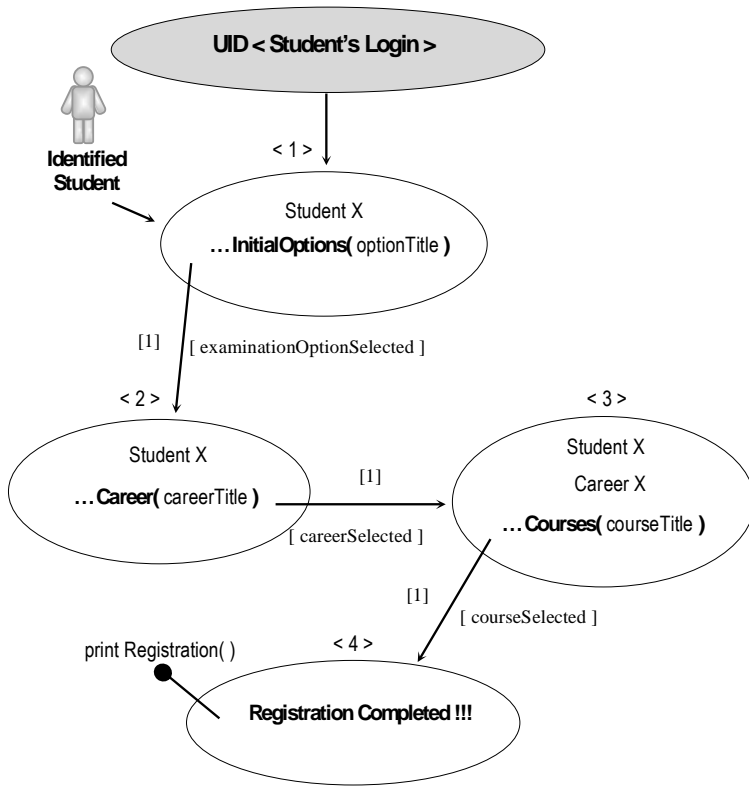 UID < Student's Login >
Identified
Student
< 1 >
Student X
...InitialOptions( optionTitle )
[1]
[ examinationOptionSelected ]
< 2 >
Student X
...Career( careerTitle )
[1]
[ careerSelected ]
< 3 >
Student X
Career X
...Courses( courseTitle )
[1]
[ courseSelected ]
< 4 >
print Registration( )
Registration Completed !!!